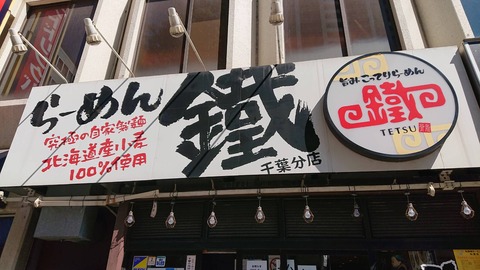 らーめん
究極の自家製麺
北海道産小麦
100%使用
鐵
千葉分店
旨み こってりらーめん
鐵
TETSU